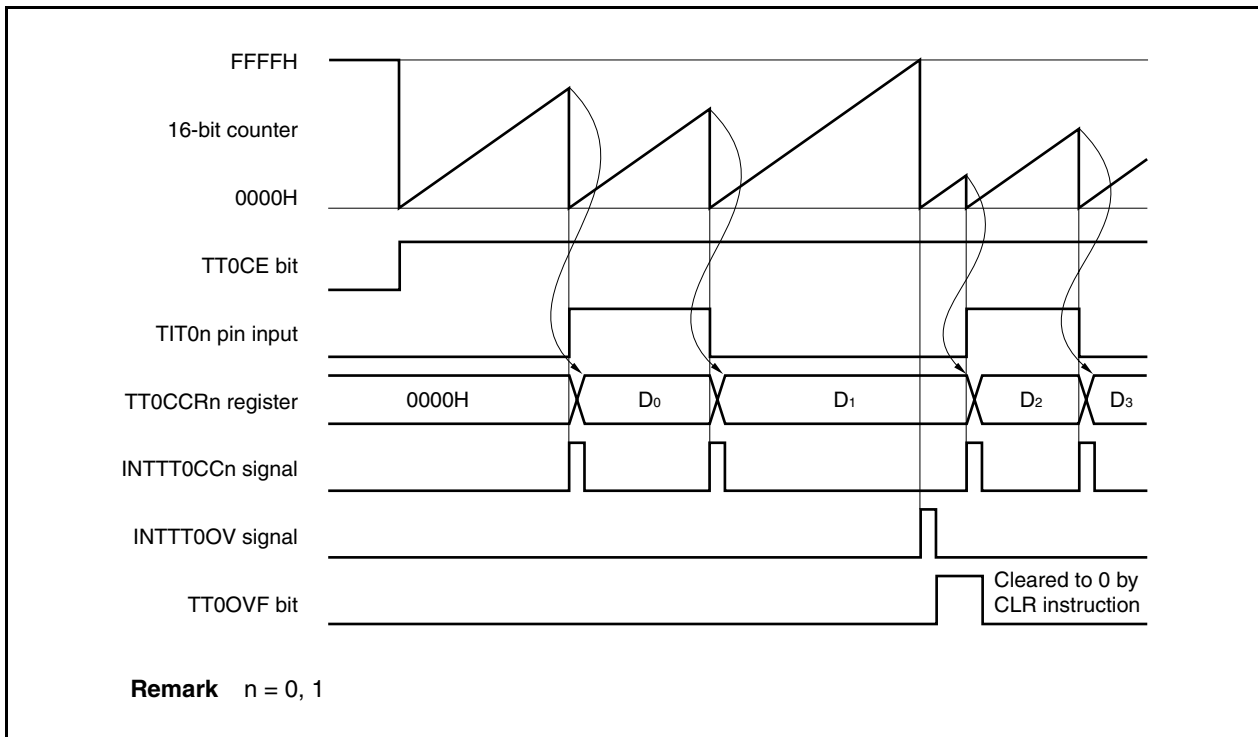 FFFFH
16-bit counter
0000H
TT0CE bit
TIT0n pin input
TT0CCRn register
0000H D0 D1 D2 D3
INTTT0CCn signal
INTTT0OV signal
TT0OVF bit
Cleared to 0 by
CLR instruction
Remark n = 0, 1